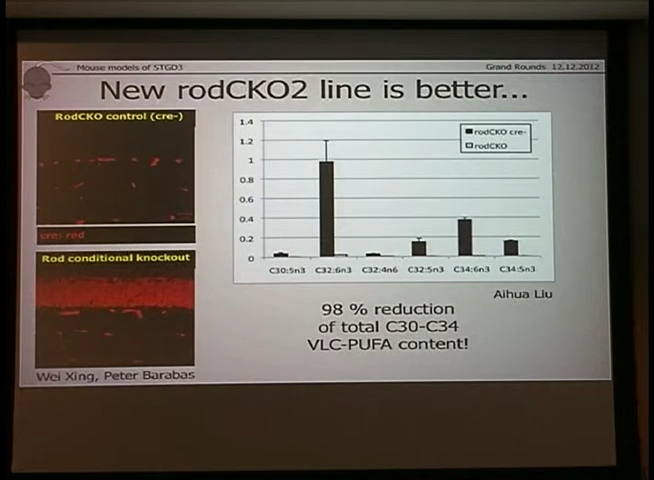 Mouse models of STGD3
Grand Rounds 12.12.2012
New rodCKO2 line is better...
RodCKO control (cre-)
cre: red
Rod conditional knockout
Wei Xing, Peter Barabas
1.4
1.2
1
0.8
0.6
0.4
0.2
0
rodCKO cre-
rodCKO
C30:5n3 C32:6n3 C32:4n6 C32:5n3 C34:6n3 C34:5n3
Aihua Liu
98 % reduction
of total C30-C34
VLC-PUFA content!